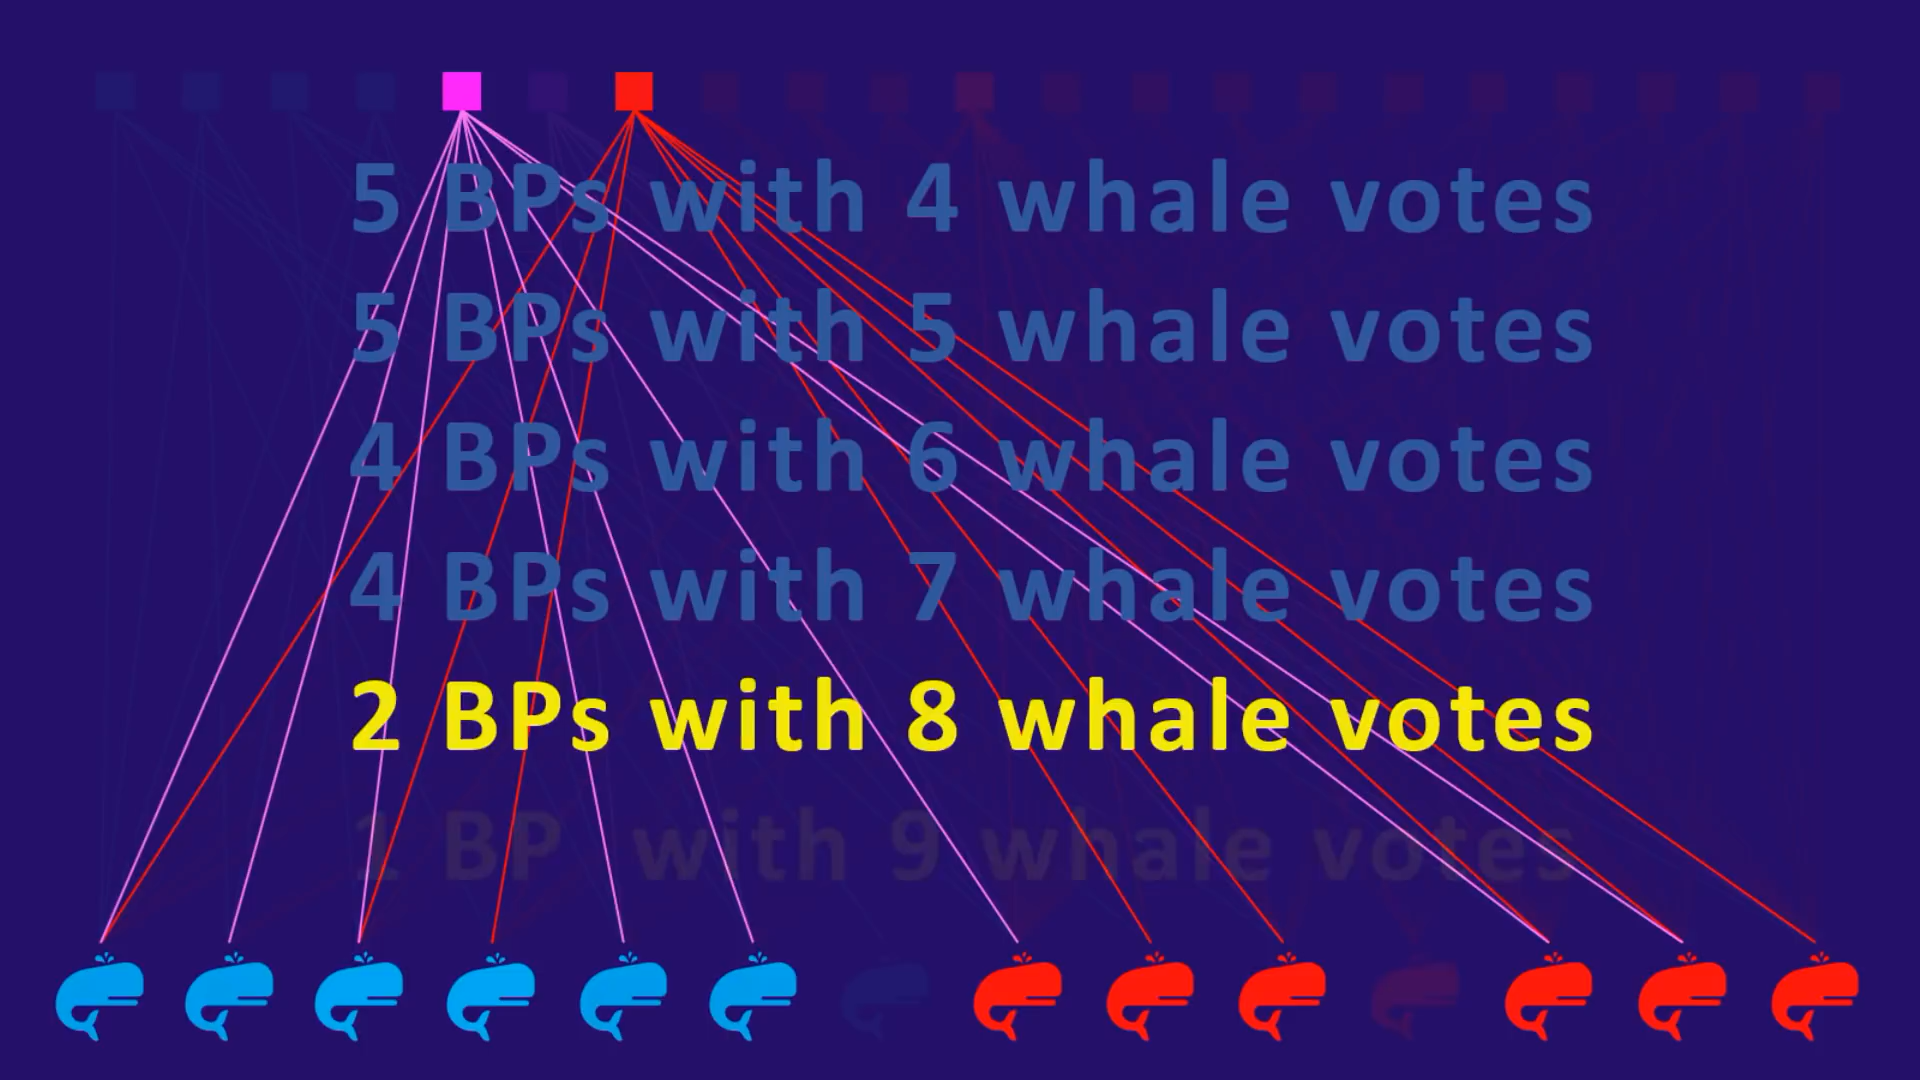 5 BPs with 4 whale votes
5 BPs with 5 whale votes
4 BPs with 6 whale votes
4 BPs with 7 whale votes
2 BPs with 8 whale votes
1 BP with 9 whale votes